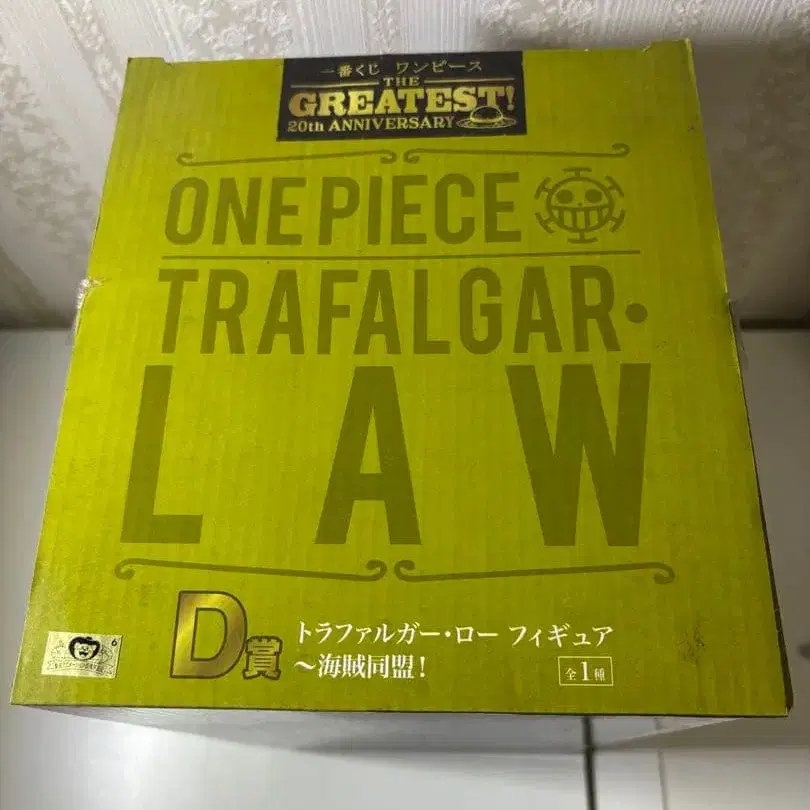 一番くじ ワンピース
THE
GREATEST!
20th ANNIVERSARY
ONE PIECE
TRAFALGAR・
LAW
D賞
トラファルガー・ロー フィギュア
〜海賊同盟!
全1種
6